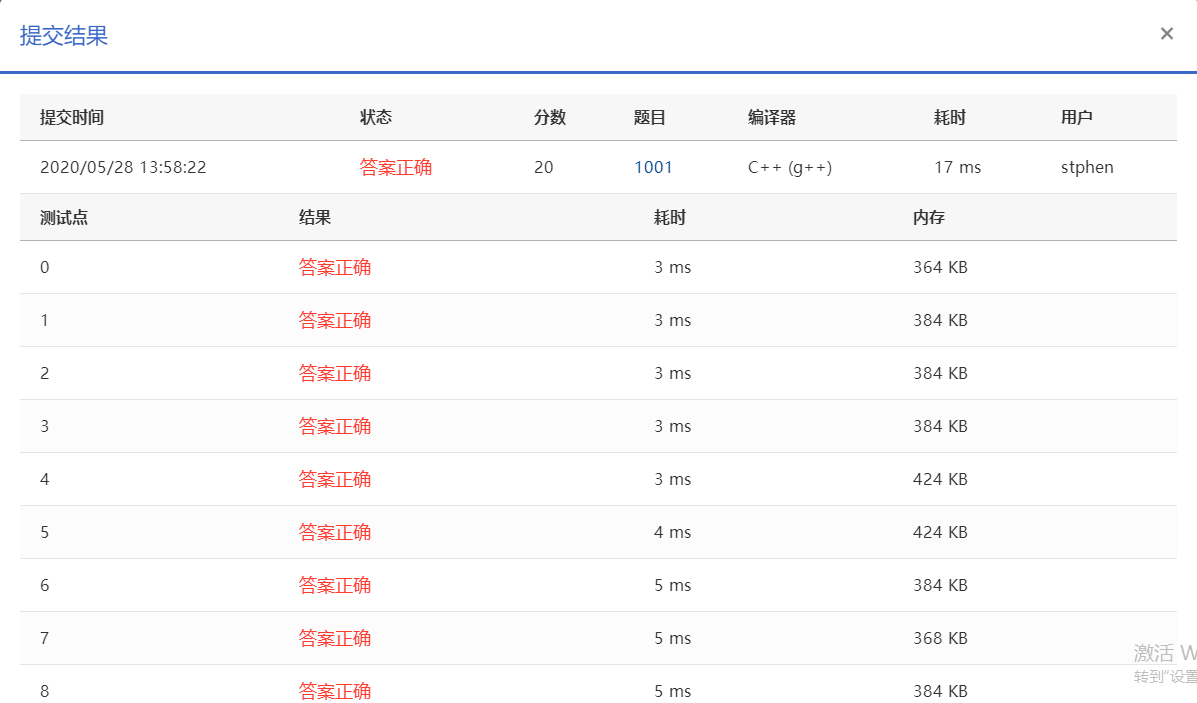 提交结果 ×
提交时间 状态 分数 题目 编译器 耗时 用户
2020/05/28 13:58:22 答案正确 20 1001 C++ (g++) 17 ms stphen
测试点 结果 耗时 内存
0 答案正确 3 ms 364 KB
1 答案正确 3 ms 384 KB
2 答案正确 3 ms 384 KB
3 答案正确 3 ms 384 KB
4 答案正确 3 ms 424 KB
5 答案正确 4 ms 424 KB
6 答案正确 5 ms 384 KB
7 答案正确 5 ms 368 KB
激活 W
转到“设置
8 答案正确 5 ms 384 KB